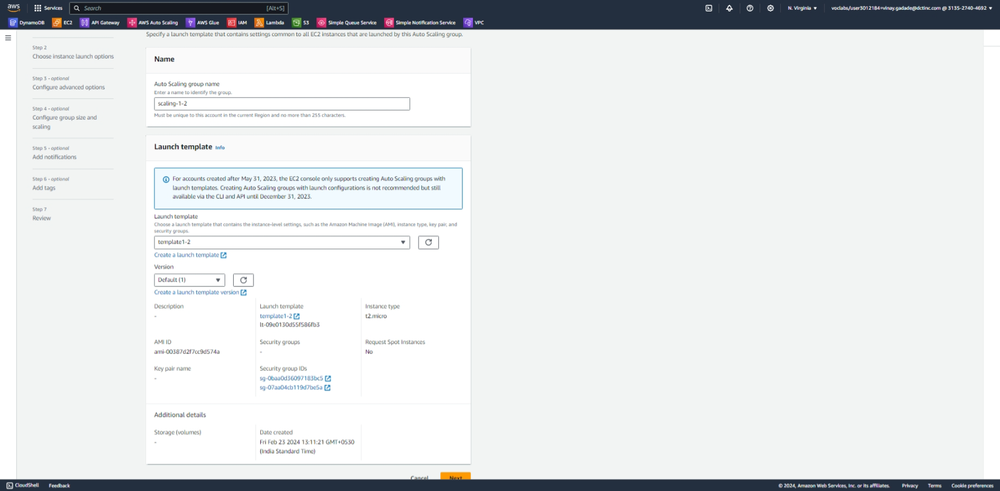 aws
Services
Search
[Alt+S]
N. Virginia
voclabs/user3012184=vinay.gadade@dctinc.com @ 3135-2740-4692
DynamoDB
EC2
API Gateway
AWS Auto Scaling
AWS Glue
IAM
Lambda
S3
Simple Queue Service
Simple Notification Service
VPC
Step 2
Choose instance launch options
Step 3 - optional
Configure advanced options
Step 4 - optional
Configure group size and
scaling
Step 5 - optional
Add notifications
Step 6 - optional
Add tags
Step 7
Review
Specify a launch template that contains settings common to all EC2 instances that are launched by this Auto Scaling group.
Name
Auto Scaling group name
Enter a name to identify the group.
scaling-1-2
Must be unique to this account in the current Region and no more than 255 characters.
Launch template Info
For accounts created after May 31, 2023, the EC2 console only supports creating Auto Scaling groups with
launch templates. Creating Auto Scaling groups with launch configurations is not recommended but still
available via the CLI and API until December 31, 2023.
Launch template
Choose a launch template that contains the instance-level settings, such as the Amazon Machine Image (AMI), instance type, key pair, and
security groups.
template1-2
Create a launch template
Version
Default (1)
Create a launch template version
Description
-
Launch template
template1-2
lt-09e0130d55f586fb3
Instance type
t2.micro
AMI ID
ami-00387d2f7cc9d574a
Security groups
-
Request Spot Instances
No
Key pair name
-
Security group IDs
sg-0baa0d36097183bc5
sg-07aa04cb119d7be5a
Additional details
Storage (volumes)
-
Date created
Fri Feb 23 2024 13:11:21 GMT+0530
(India Standard Time)
Cancel
Next
CloudShell
Feedback
© 2024, Amazon Web Services, Inc. or its affiliates.
Privacy
Terms
Cookie preferences